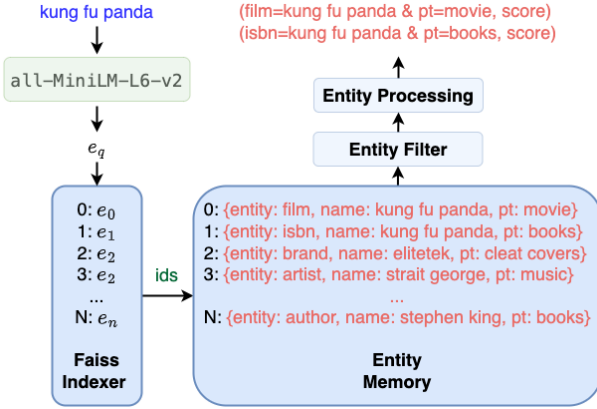 kung fu panda
all-MiniLM-L6-v2
e_q
0: e_0
1: e_1
2: e_2
3: e_2
...
N: e_n
Faiss
Indexer
ids
(film=kung fu panda & pt=movie, score)
(isbn=kung fu panda & pt=books, score)
Entity Processing
Entity Filter
0: {entity: film, name: kung fu panda, pt: movie}
1: {entity: isbn, name: kung fu panda, pt: books}
2: {entity: brand, name: elitetek, pt: cleat covers}
3: {entity: artist, name: strait george, pt: music}
...
N: {entity: author, name: stephen king, pt: books}
Entity
Memory